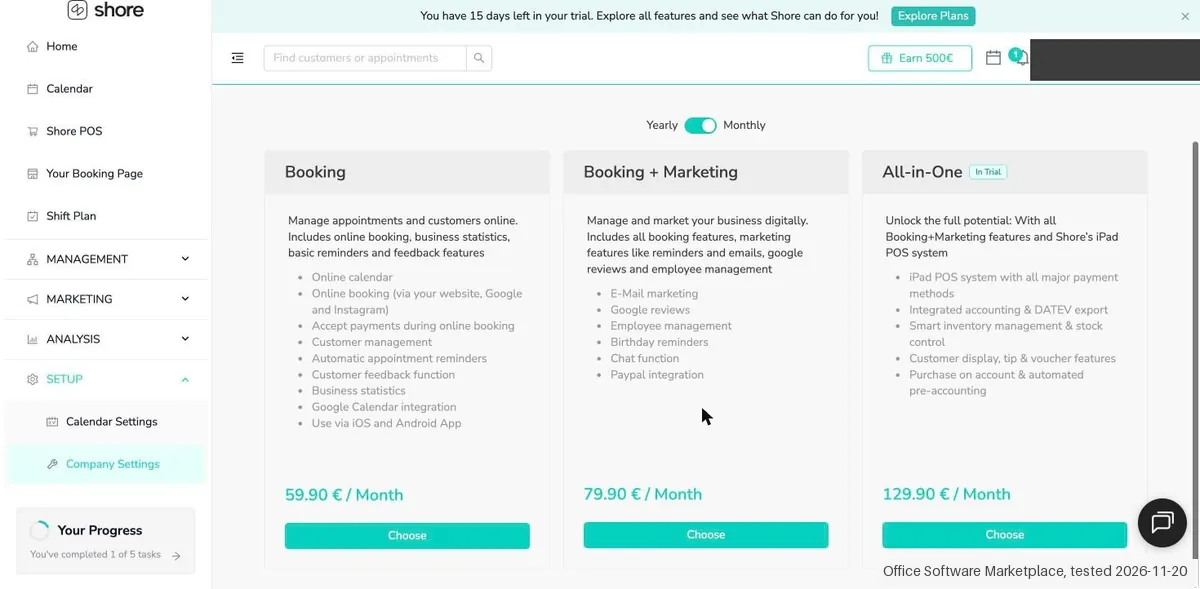 shore
You have 15 days left in your trial. Explore all features and see what Shore can do for you!
Explore Plans
Home
Calendar
Shore POS
Your Booking Page
Shift Plan
MANAGEMENT
MARKETING
ANALYSIS
SETUP
Calendar Settings
Company Settings
Your Progress
You've completed 1 of 5 tasks
Find customers or appointments
Earn 500€
1
Yearly
Monthly
Booking
Manage appointments and customers online.
Includes online booking, business statistics,
basic reminders and feedback features
Online calendar
Online booking (via your website, Google
and Instagram)
Accept payments during online booking
Customer management
Automatic appointment reminders
Customer feedback function
Business statistics
Google Calendar integration
Use via iOS and Android App
59.90 € / Month
Choose
Booking + Marketing
Manage and market your business digitally.
Includes all booking features, marketing
features like reminders and emails, google
reviews and employee management
E-Mail marketing
Google reviews
Employee management
Birthday reminders
Chat function
Paypal integration
79.90 € / Month
Choose
All-in-One
In Trial
Unlock the full potential: With all
Booking+Marketing features and Shore's iPad
POS system
iPad POS system with all major payment
methods
Integrated accounting & DATEV export
Smart inventory management & stock
control
Customer display, tip & voucher features
Purchase on account & automated
pre-accounting
129.90 € / Month
Choose
Office Software Marketplace, tested 2026-11-20